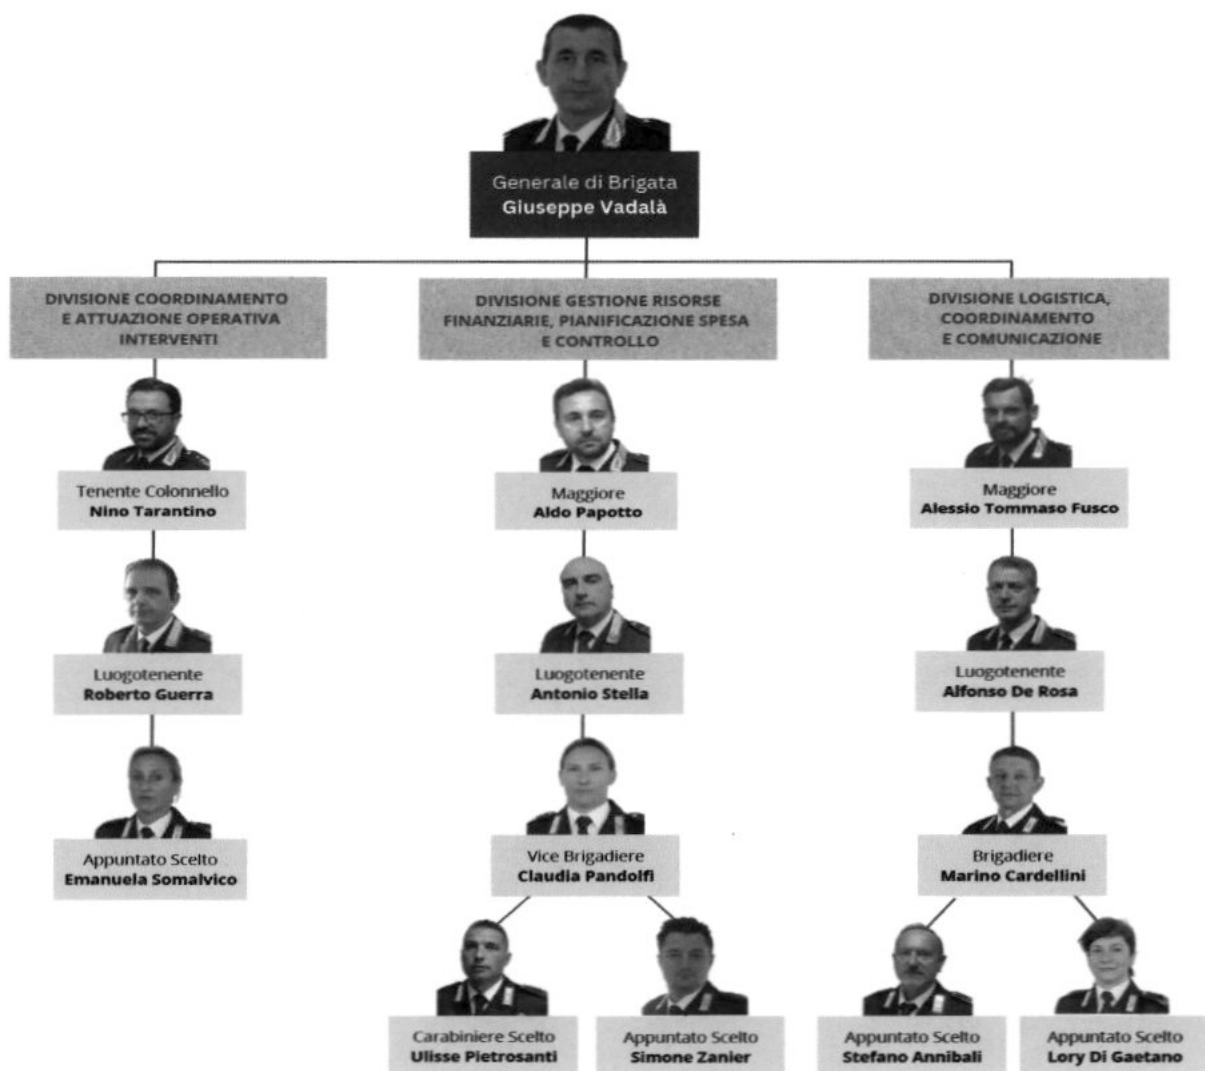 Generale di Brigata
Giuseppe Vadalà
DIVISIONE COORDINAMENTO
E ATTUAZIONE OPERATIVA
INTERVENTI
DIVISIONE GESTIONE RISORSE
FINANZIARIE, PIANIFICAZIONE SPESA
E CONTROLLO
DIVISIONE LOGISTICA,
COORDINAMENTO
E COMUNICAZIONE
Tenente Colonnello
Nino Tarantino
Maggiore
Aldo Papotto
Maggiore
Alessio Tommaso Fusco
Luogotenente
Roberto Guerra
Luogotenente
Antonio Stella
Luogotenente
Alfonso De Rosa
Appuntato Scelto
Emanuela Somalvico
Vice Brigadiere
Claudia Pandolfi
Brigadiere
Marino Cardellini
Carabiniere Scelto
Ulisse Pietrosanti
Appuntato Scelto
Simone Zanier
Appuntato Scelto
Stefano Annibali
Appuntato Scelto
Lory Di Gaetano